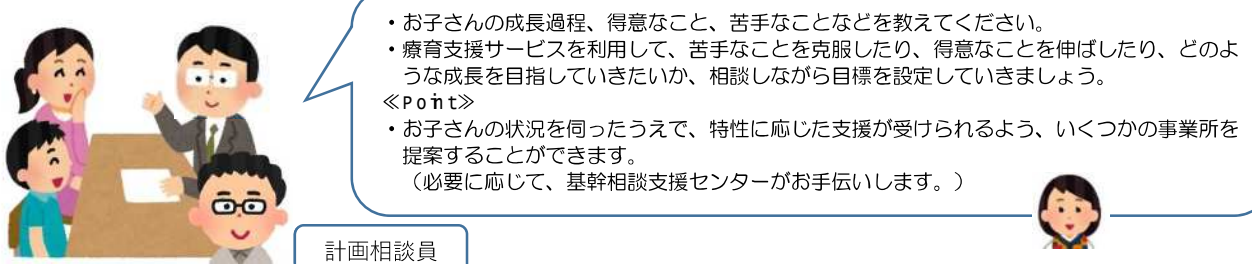 ・お子さんの成長過程、得意なこと、苦手なことなどを教えてください。
・療育支援サービスを利用して、苦手なことを克服したり、得意なことを伸ばしたり、どのよ
うな成長を目指していきたいか、相談しながら目標を設定していきましょう。
≪Point≫
・お子さんの状況を伺ったうえで、特性に応じた支援が受けられるよう、いくつかの事業所を
提案することができます。
（必要に応じて、基幹相談支援センターがお手伝いします。）
計画相談員